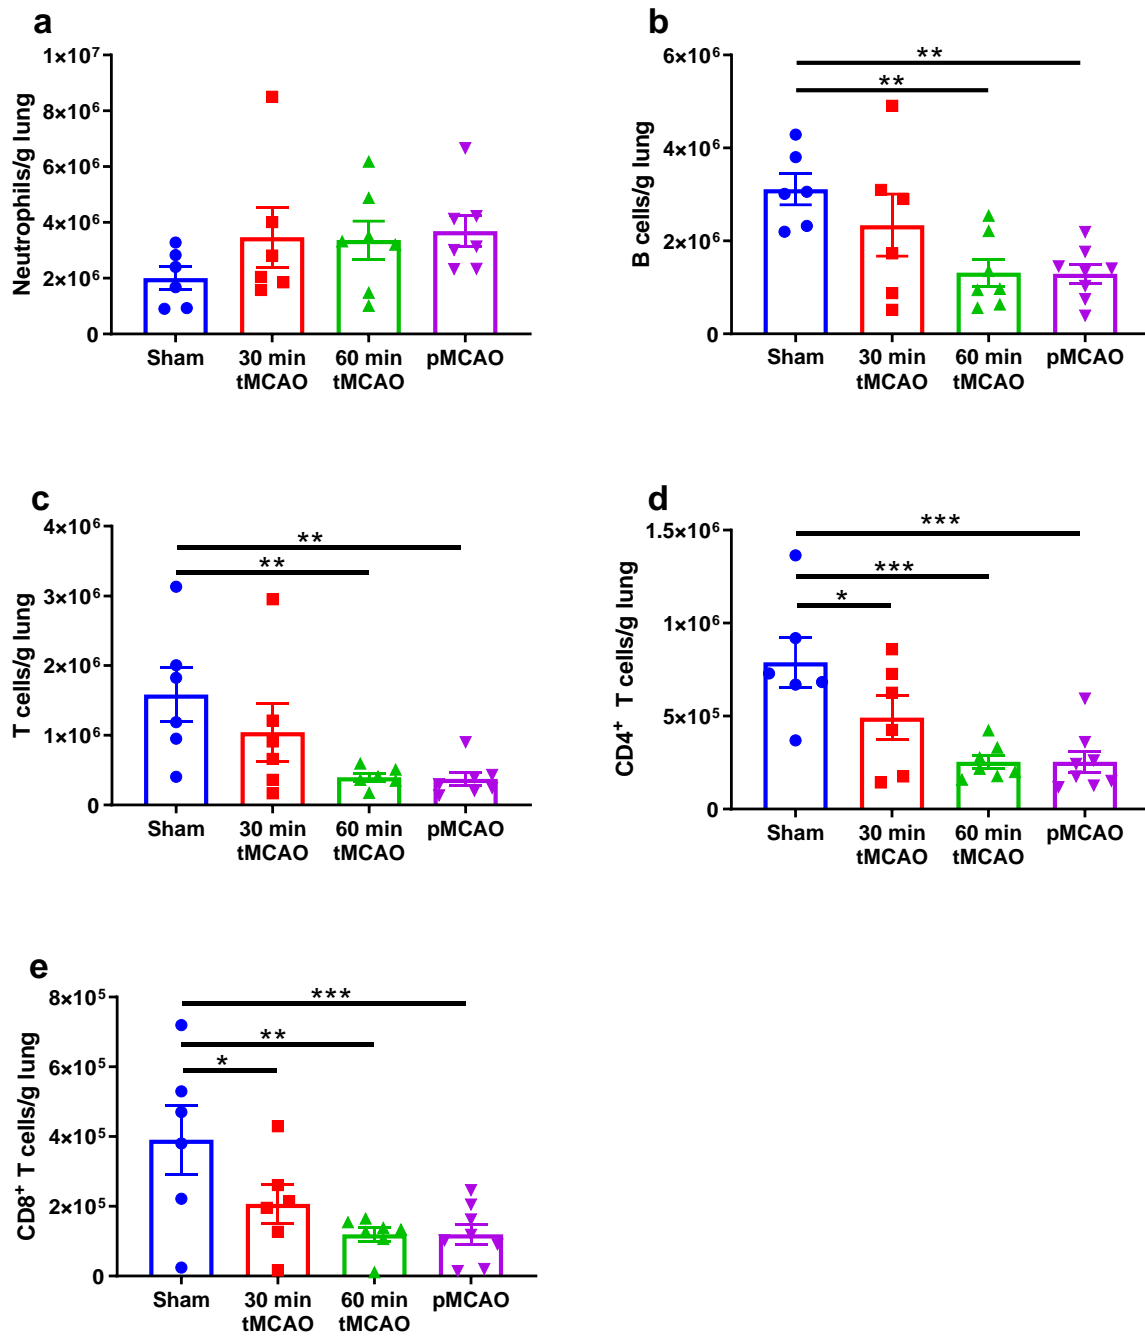 a
Neutrophils/g lung
1×10⁷
8×10⁶
6×10⁶
4×10⁶
2×10⁶
0
Sham
30 min
tMCAO
60 min
tMCAO
pMCAO
b
B cells/g lung
6×10⁶
4×10⁶
2×10⁶
0
**
**
Sham
30 min
tMCAO
60 min
tMCAO
pMCAO
c
T cells/g lung
4×10⁶
3×10⁶
2×10⁶
1×10⁶
0
**
**
Sham
30 min
tMCAO
60 min
tMCAO
pMCAO
d
CD4⁺ T cells/g lung
1.5×10⁶
1×10⁶
5×10⁵
0
***
***
*
Sham
30 min
tMCAO
60 min
tMCAO
pMCAO
e
CD8⁺ T cells/g lung
8×10⁵
6×10⁵
4×10⁵
2×10⁵
0
***
**
*
Sham
30 min
tMCAO
60 min
tMCAO
pMCAO